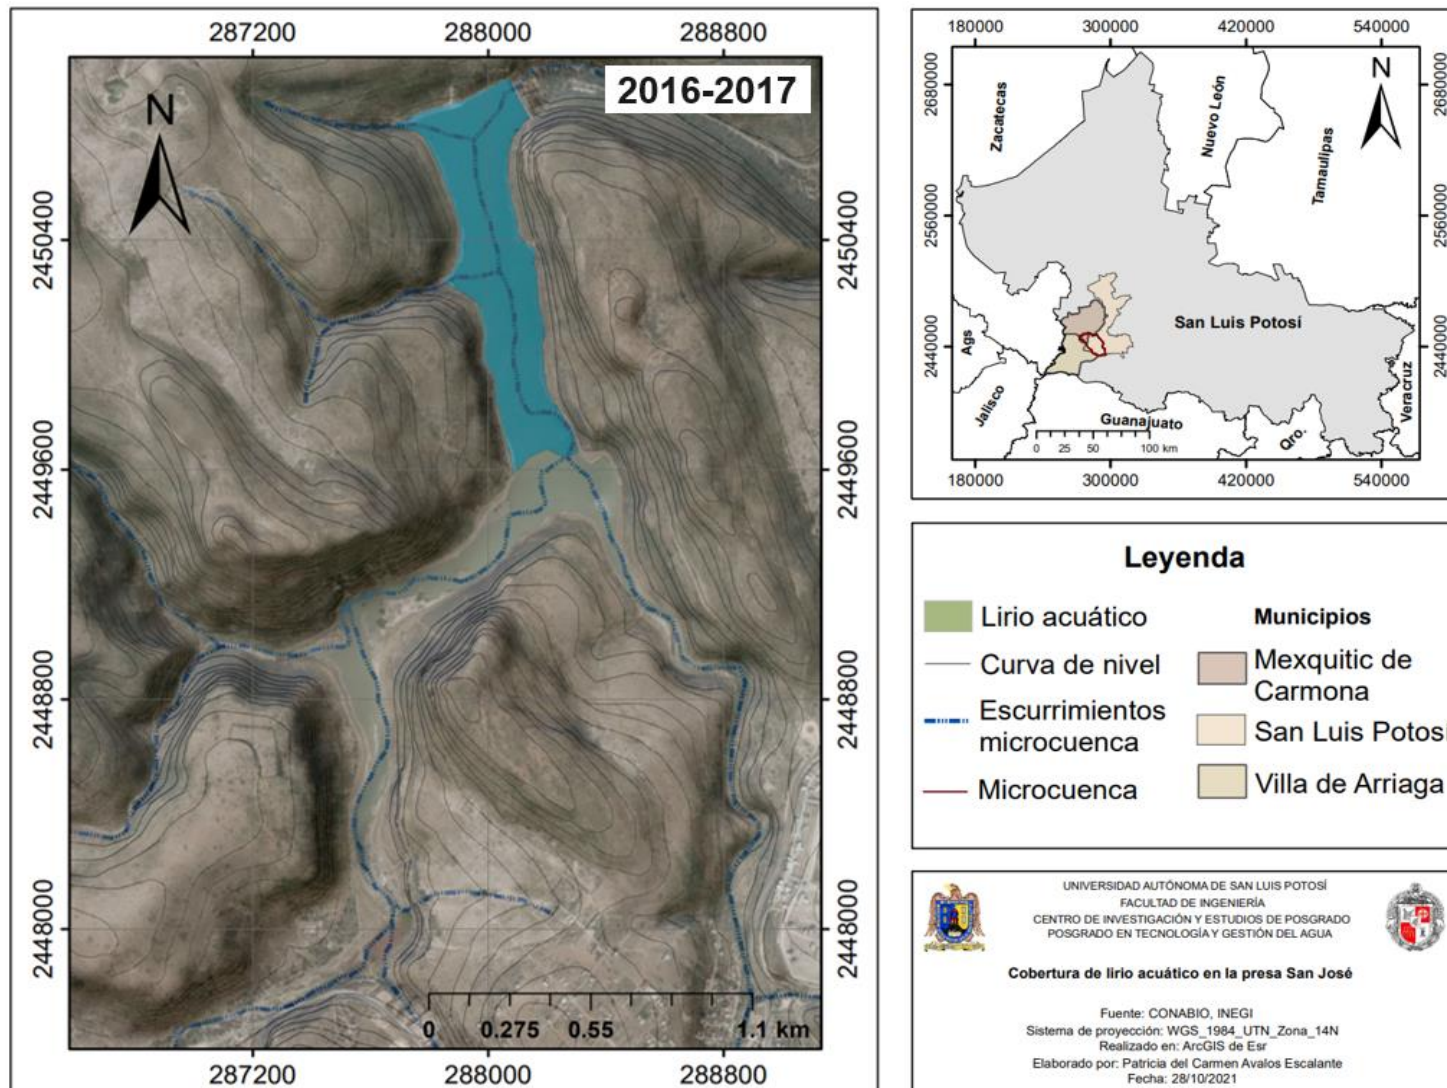 287200
288000
288800
2016-2017
N
2450400
2450400
2449600
2449600
2448800
2448800
2448000
2448000
0
0.275
0.55
1.1 km
287200
288000
288800
180000
300000
420000
540000
2680000
2680000
2560000
2560000
2440000
2440000
Zacatecas
Nuevo León
Tamaulipas
N
San Luis Potosí
Ags
Jalisco
Guanajuato
Qro.
Veracruz
0
25
50
100 km
180000
300000
420000
540000
Leyenda
Lirio acuático
Curva de nivel
Escurrimientos
microcuenca
Microcuenca
Municipios
Mexquitic de
Carmona
San Luis Potosí
Villa de Arriaga
UNIVERSIDAD AUTÓNOMA DE SAN LUIS POTOSÍ
FACULTAD DE INGENIERÍA
CENTRO DE INVESTIGACIÓN Y ESTUDIOS DE POSGRADO
POSGRADO EN TECNOLOGÍA Y GESTIÓN DEL AGUA
Cobertura de lirio acuático en la presa San José
Fuente: CONABIO, INEGI
Sistema de proyección: WGS_1984_UTN_Zona_14N
Realizado en: ArcGIS de Esr
Elaborado por: Patricia del Carmen Avalos Escalante
Fecha: 28/10/2021